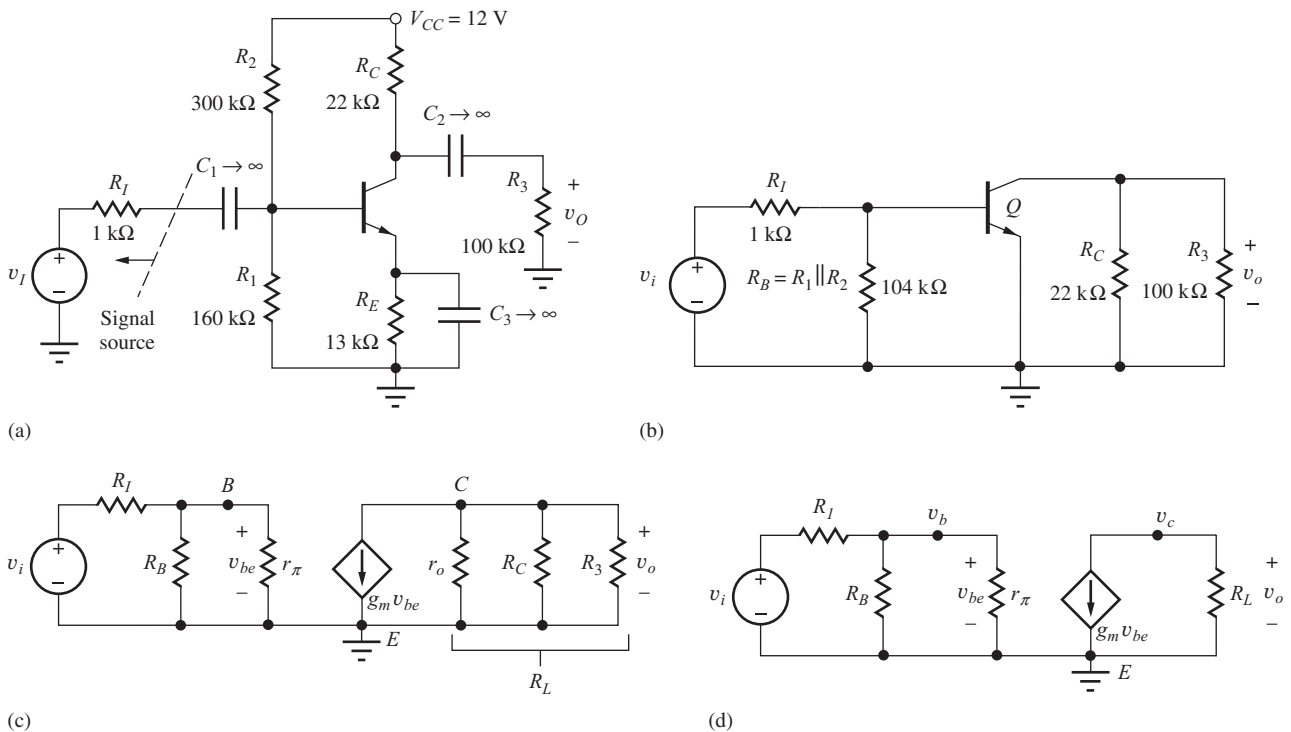 V_CC = 12 V
R_2
300 kΩ
R_C
22 kΩ
C_2 → ∞
C_1 → ∞
R_I
1 kΩ
R_3
100 kΩ
+
v_O
−
v_I
+
−
Signal
source
R_1
160 kΩ
R_E
13 kΩ
C_3 → ∞
(a)
R_I
1 kΩ
Q
v_i
+
−
R_B = R_1 || R_2
104 kΩ
R_C
22 kΩ
R_3
100 kΩ
+
v_o
−
(b)
R_I
B
C
v_i
+
−
R_B
+
v_be
−
r_π
g_m v_be
r_o
R_C
R_3
+
v_o
−
E
R_L
(c)
R_I
v_b
v_c
v_i
+
−
R_B
+
v_be
−
r_π
g_m v_be
R_L
+
v_o
−
E
(d)